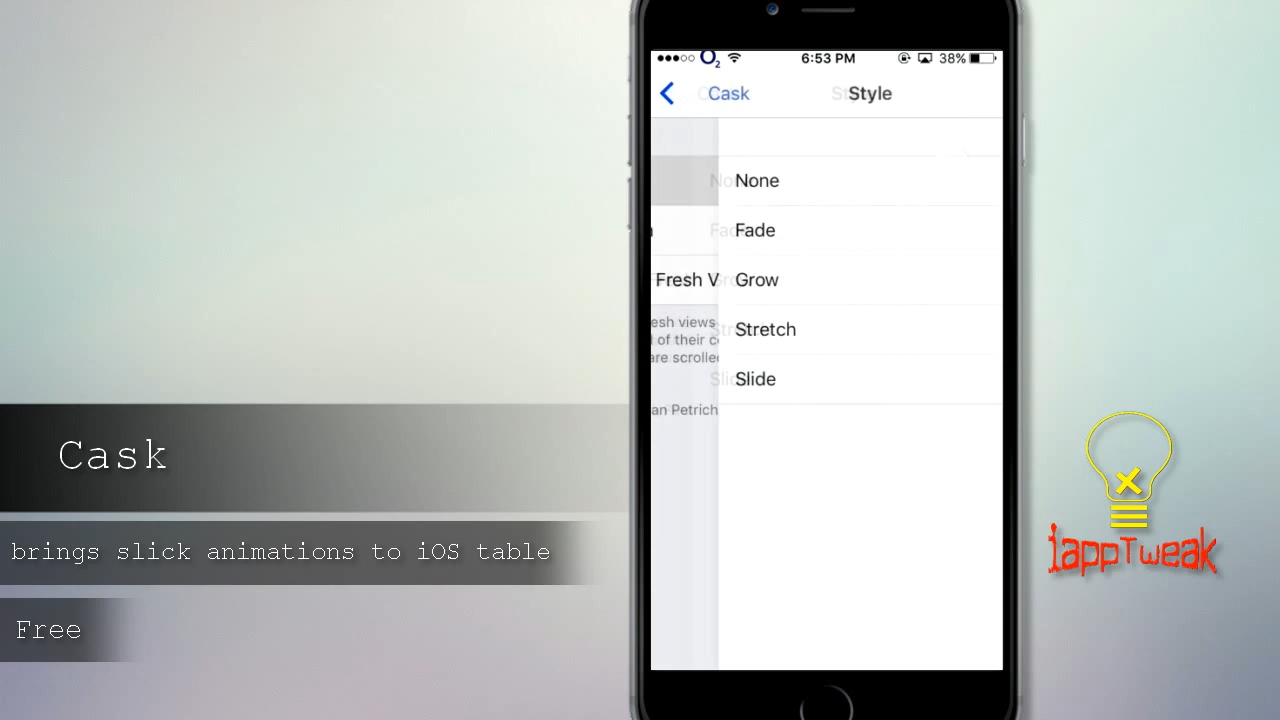 O2 6:53 PM 38%
Cask Style
None
Fade
Fresh V Grow
esh views
Stretch
of their c
are scrolle
Slide
an Petrich
Cask
brings slick animations to iOS table
Free
iappTweak